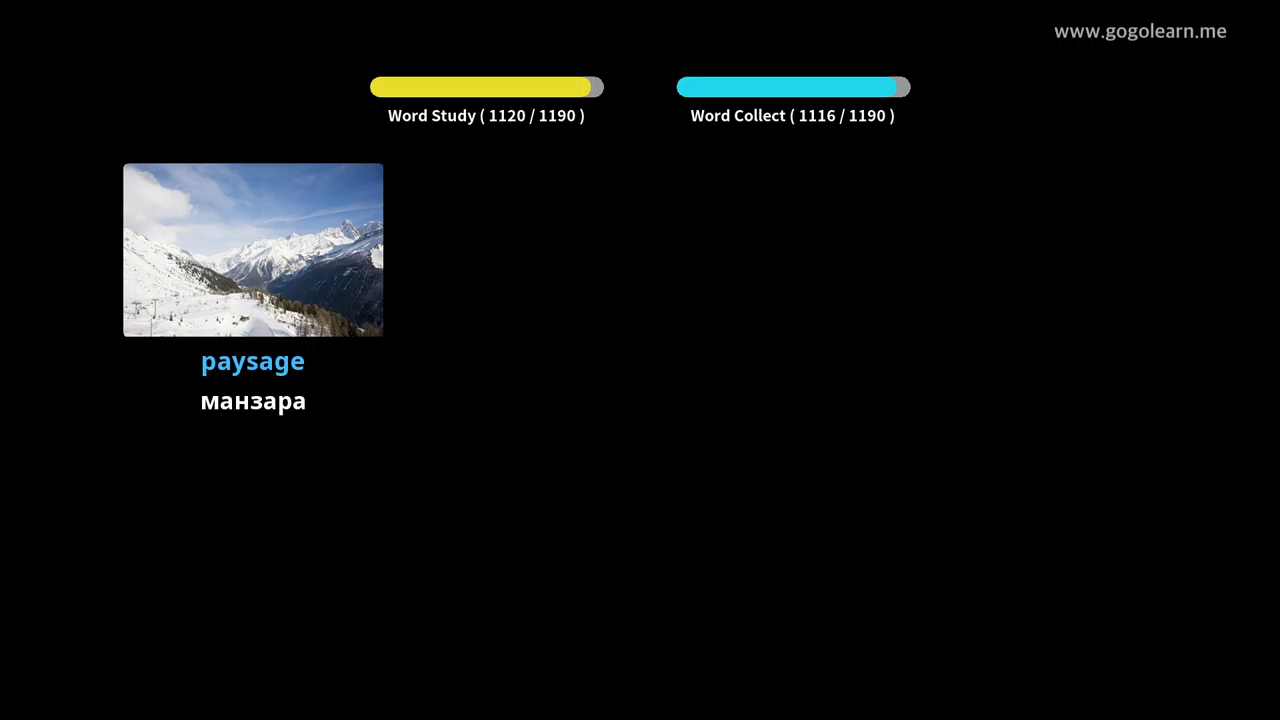 www.gogolearn.me
Word Study ( 1120 / 1190 )
Word Collect ( 1116 / 1190 )
paysage
манзара